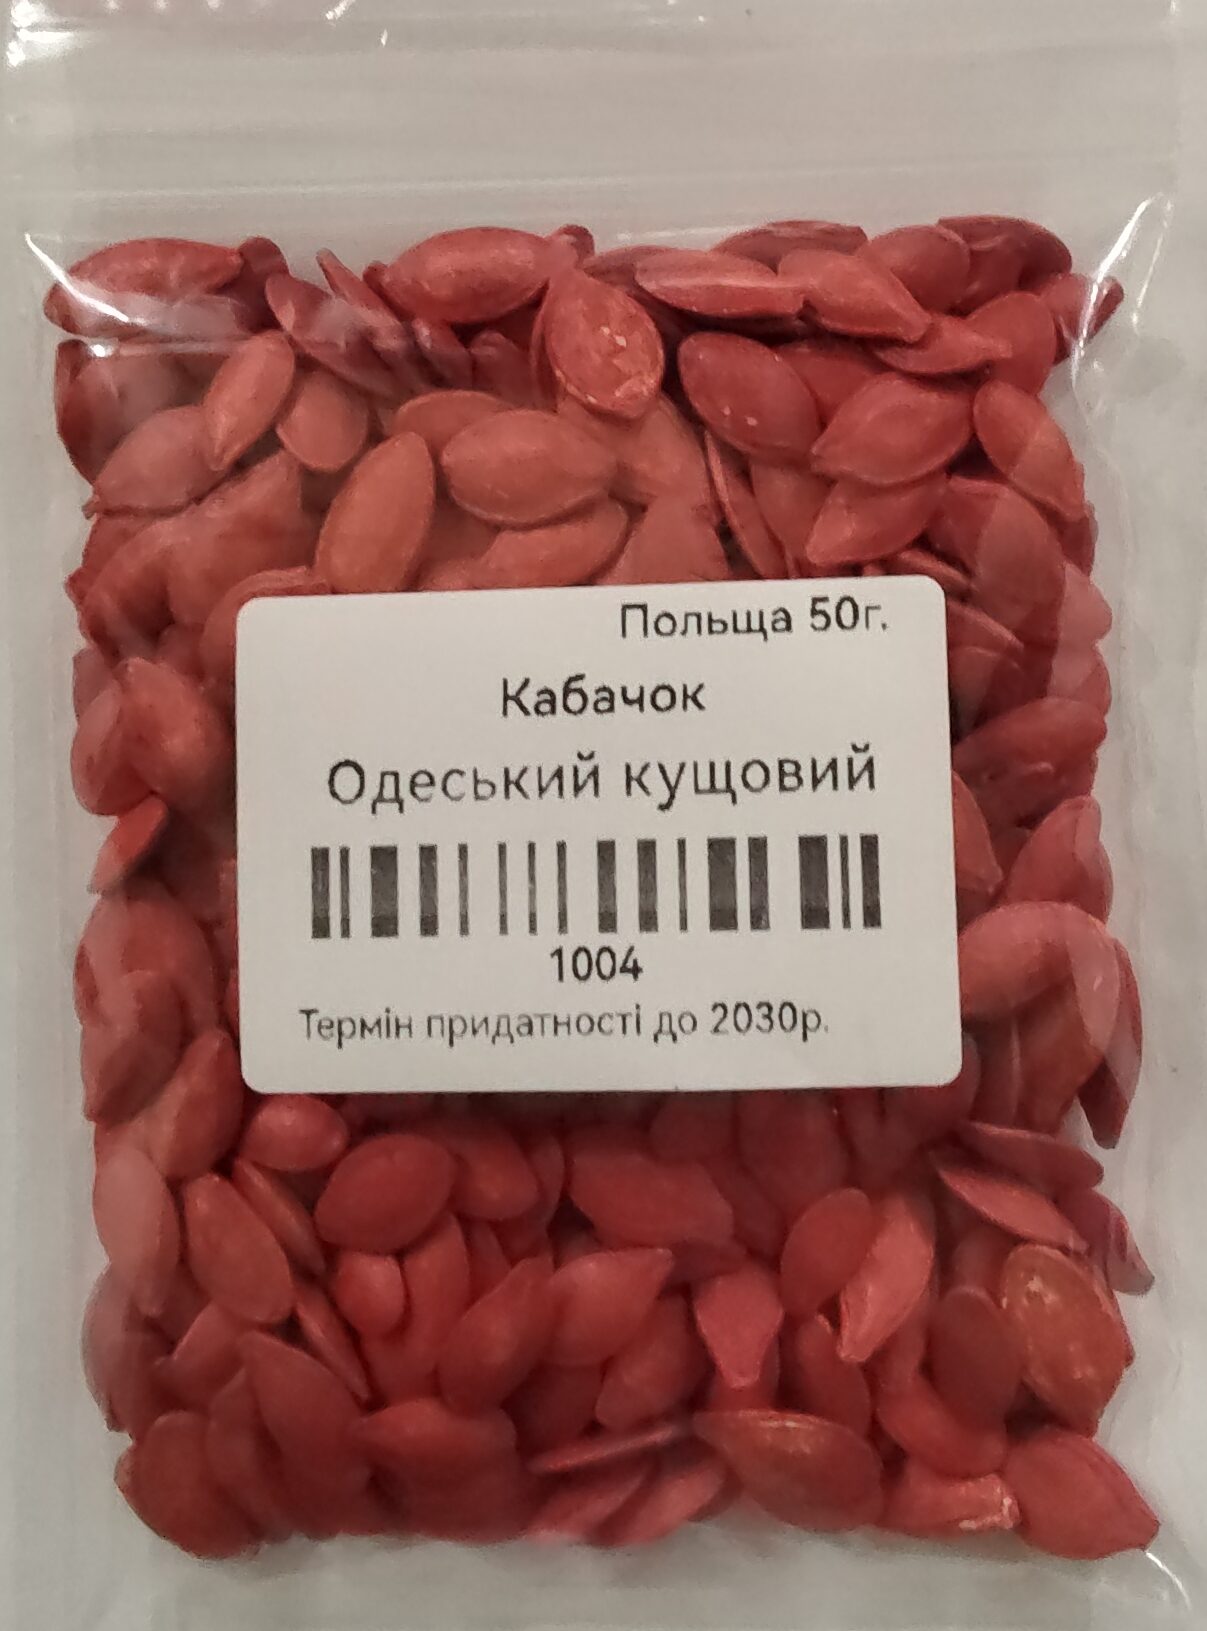 Польща 50г.
Кабачок
Одеський кущовий
1004
Термін придатності до 2030р.